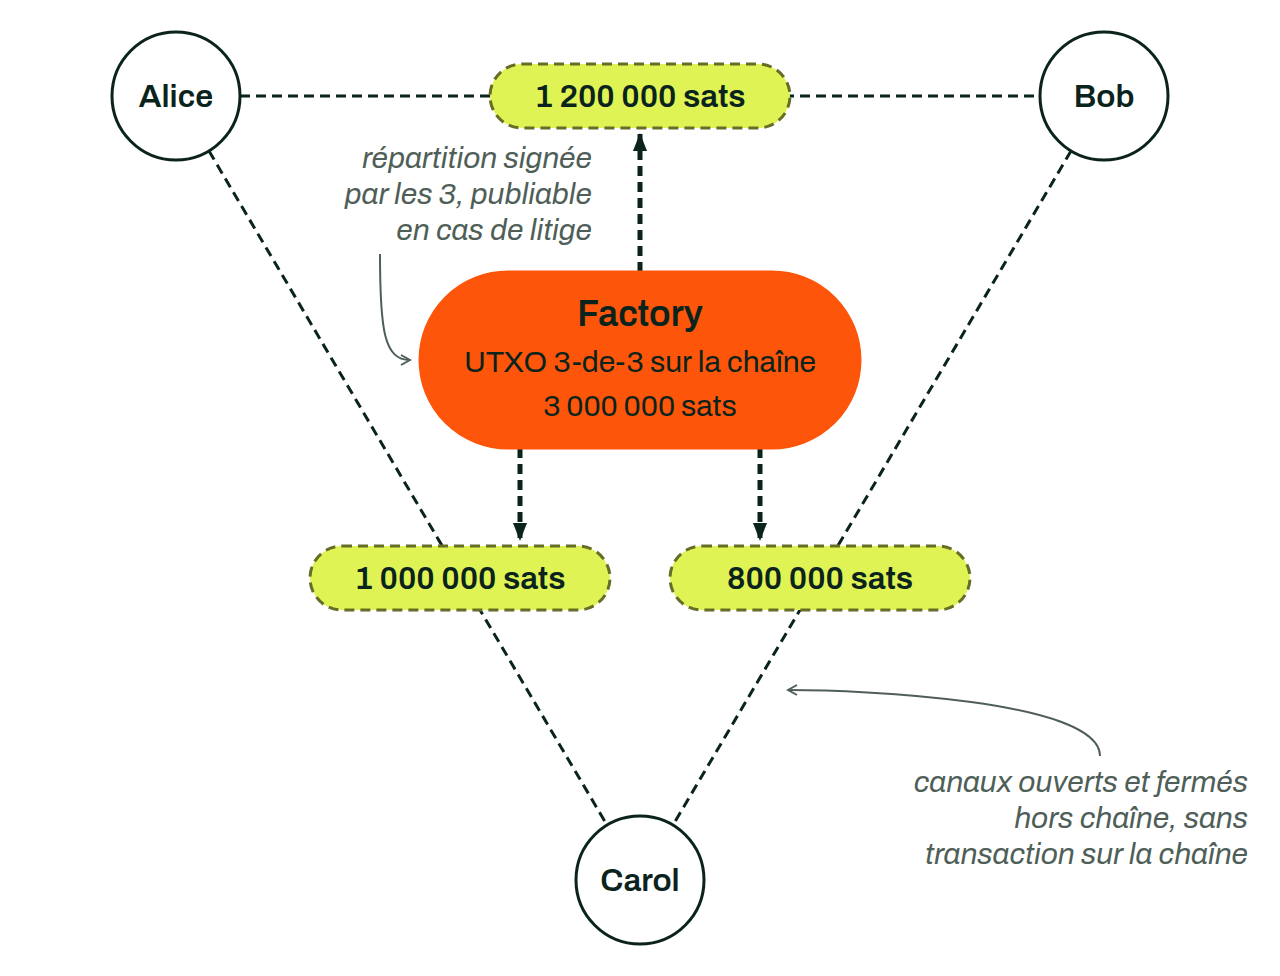 Alice
1 200 000 sats
Bob
répartition signée
par les 3, publiable
en cas de litige
Factory
UTXO 3-de-3 sur la chaîne
3 000 000 sats
1 000 000 sats
800 000 sats
canaux ouverts et fermés
hors chaîne, sans
transaction sur la chaîne
Carol